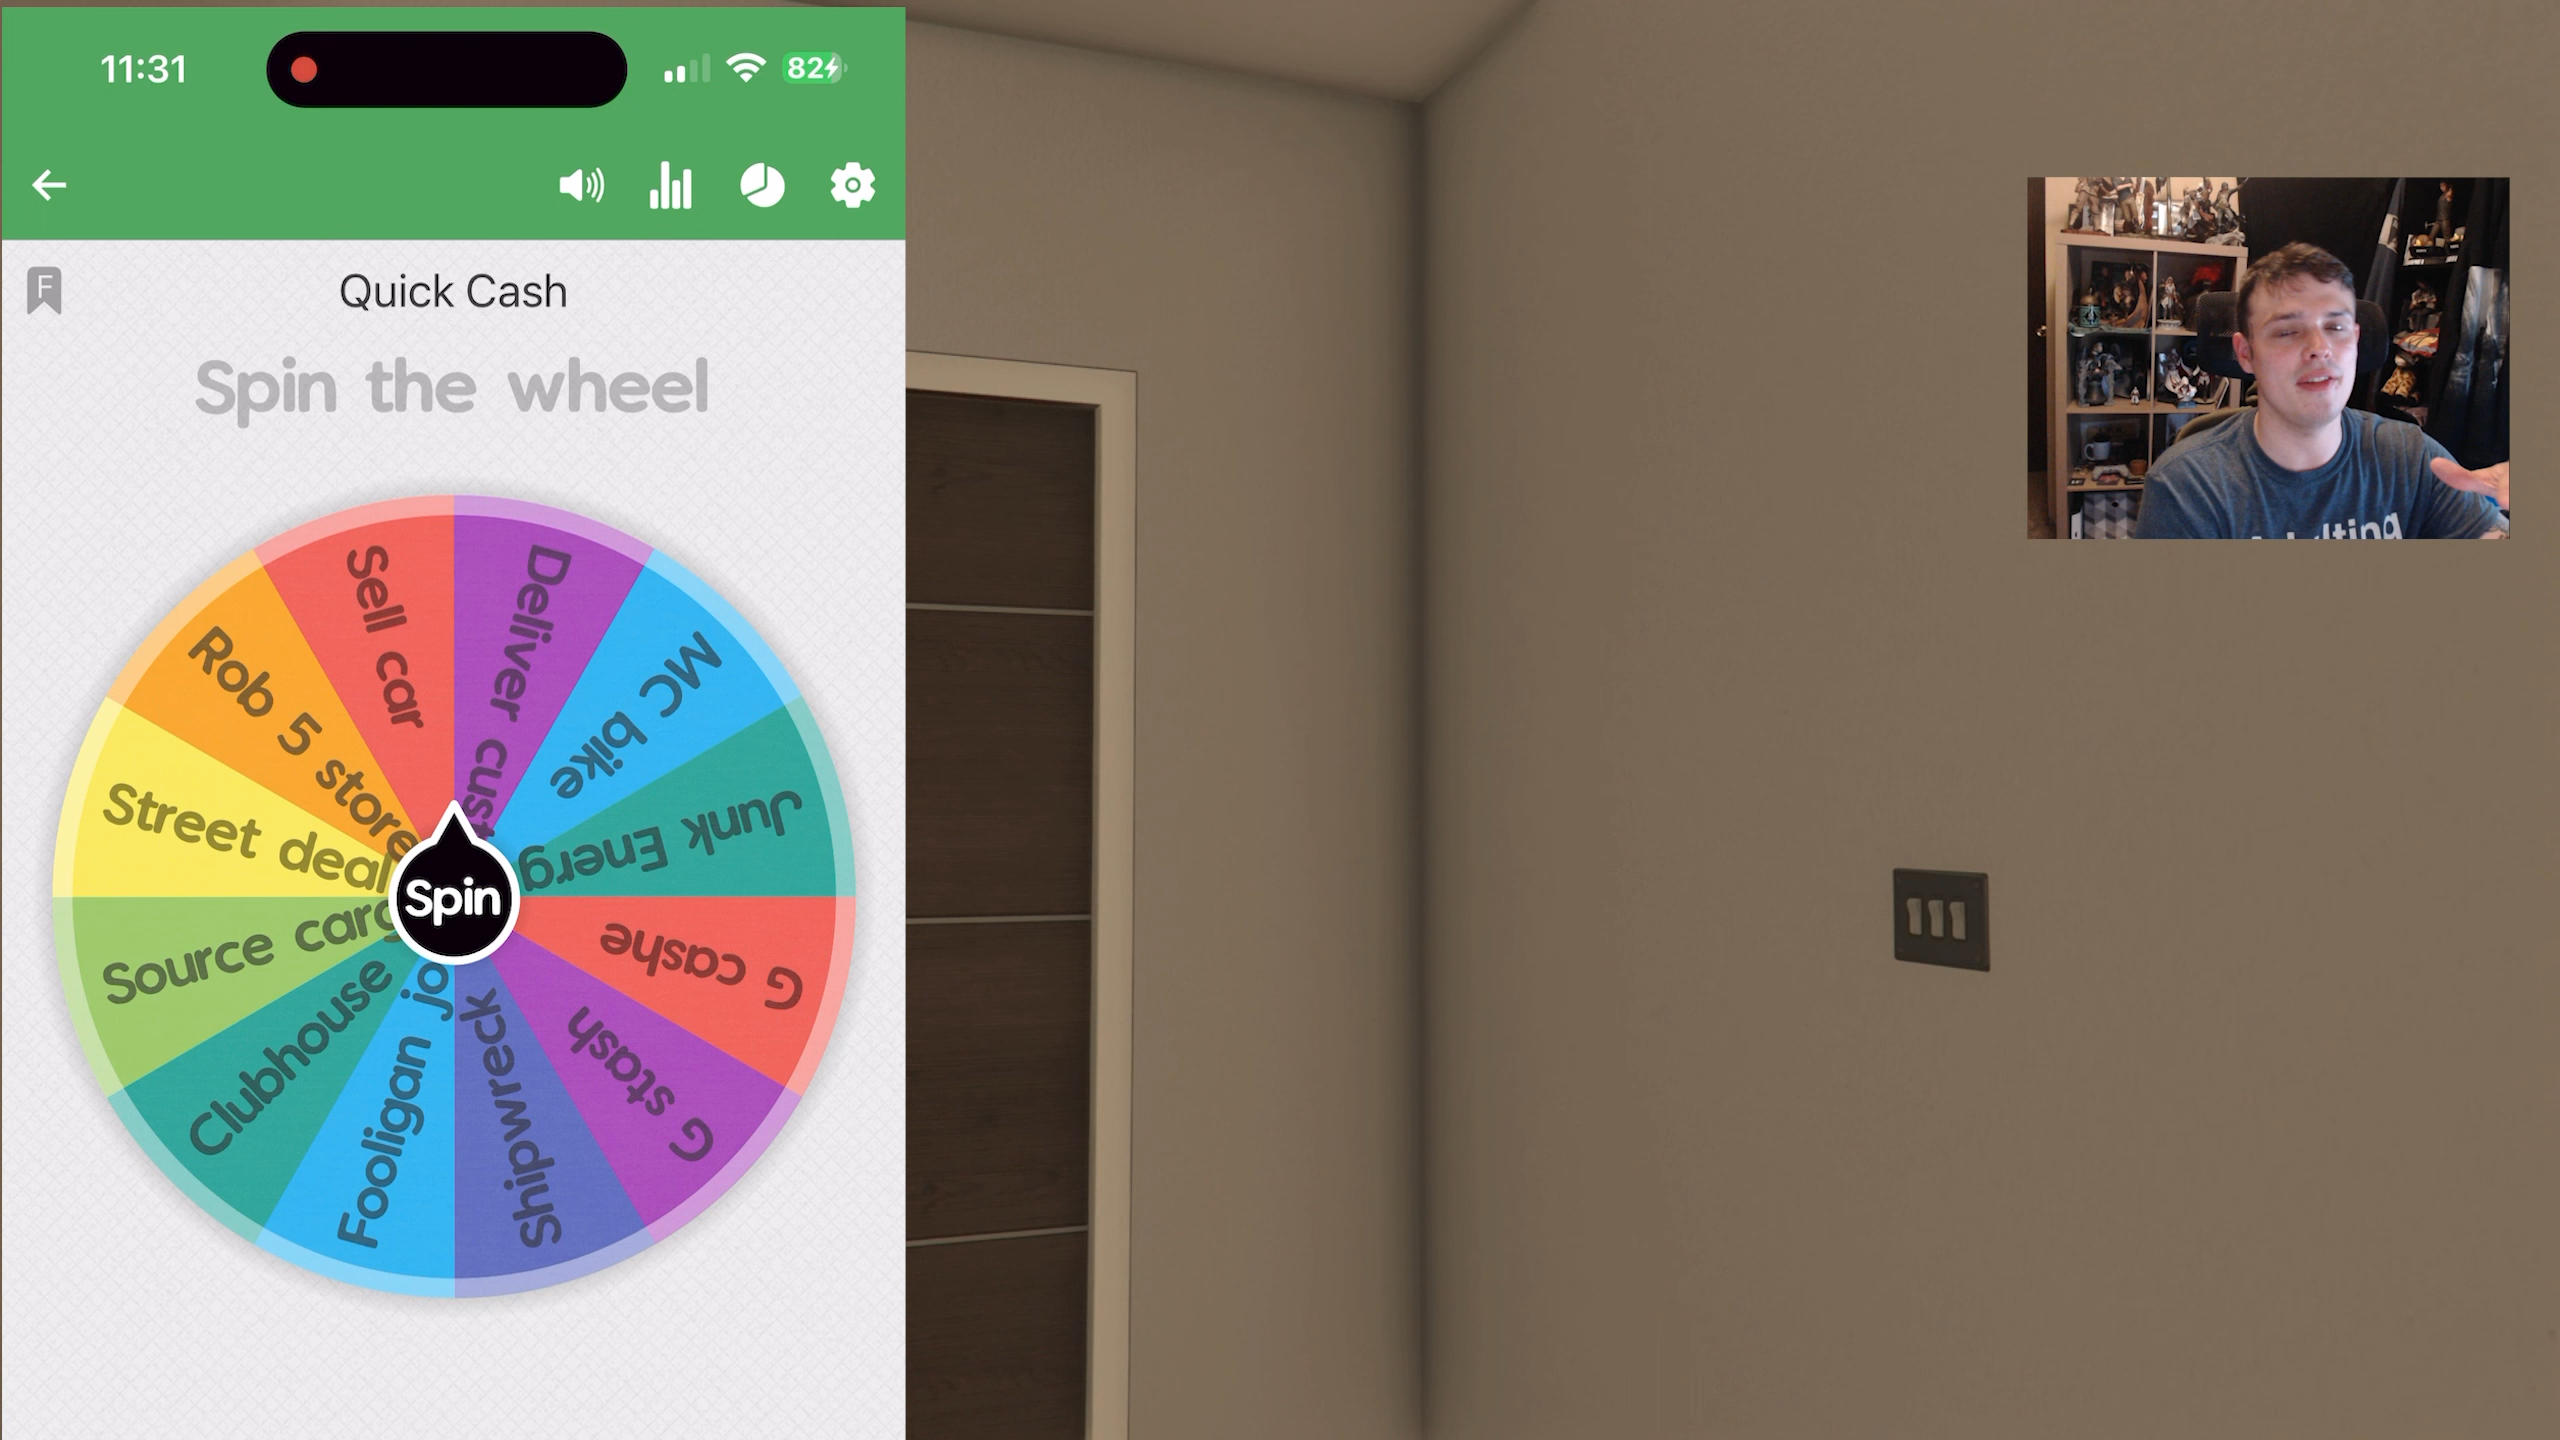 11:31
82
F
Quick Cash
Spin the wheel
Deliver cust
MC bike
Junk Energ
G cashe
G stash
Shipwreck
Fooligan jo
Clubhouse
Source carg
Street deal
Rob 5 store
Sell car
Spin